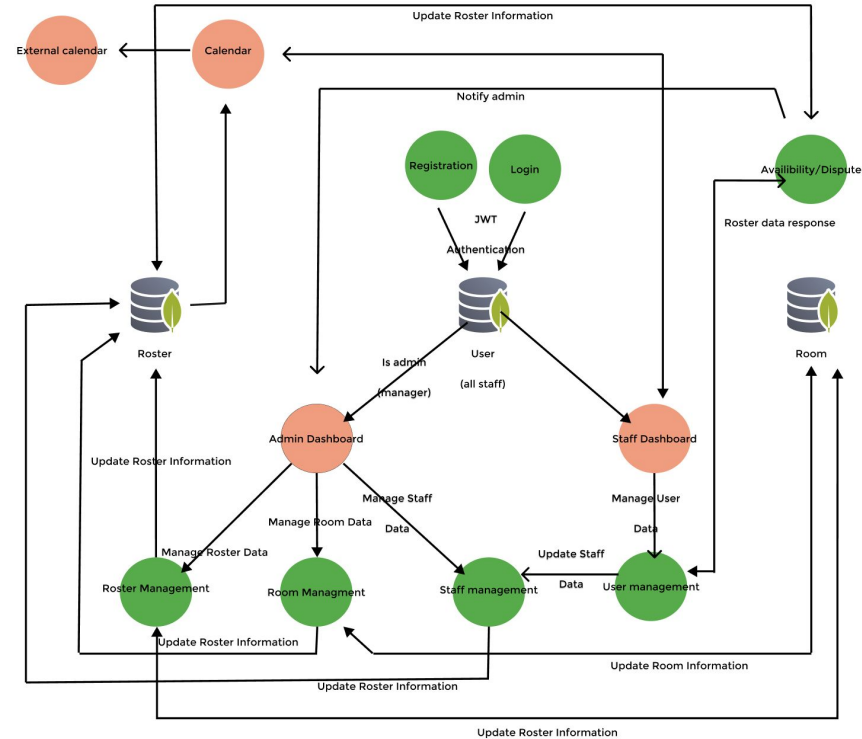 Update Roster Information
External calendar
Calendar
Notify admin
Registration
Login
Availibility/Dispute
JWT
Authentication
Roster data response
Roster
User
Room
Is admin
(manager)
(all staff)
Admin Dashboard
Staff Dashboard
Update Roster Information
Manage Staff
Data
Manage User
Data
Manage Room Data
Manage Roster Data
Update Staff
Data
Roster Management
Room Managment
Staff management
User management
Update Roster Information
Update Room Information
Update Roster Information
Update Roster Information